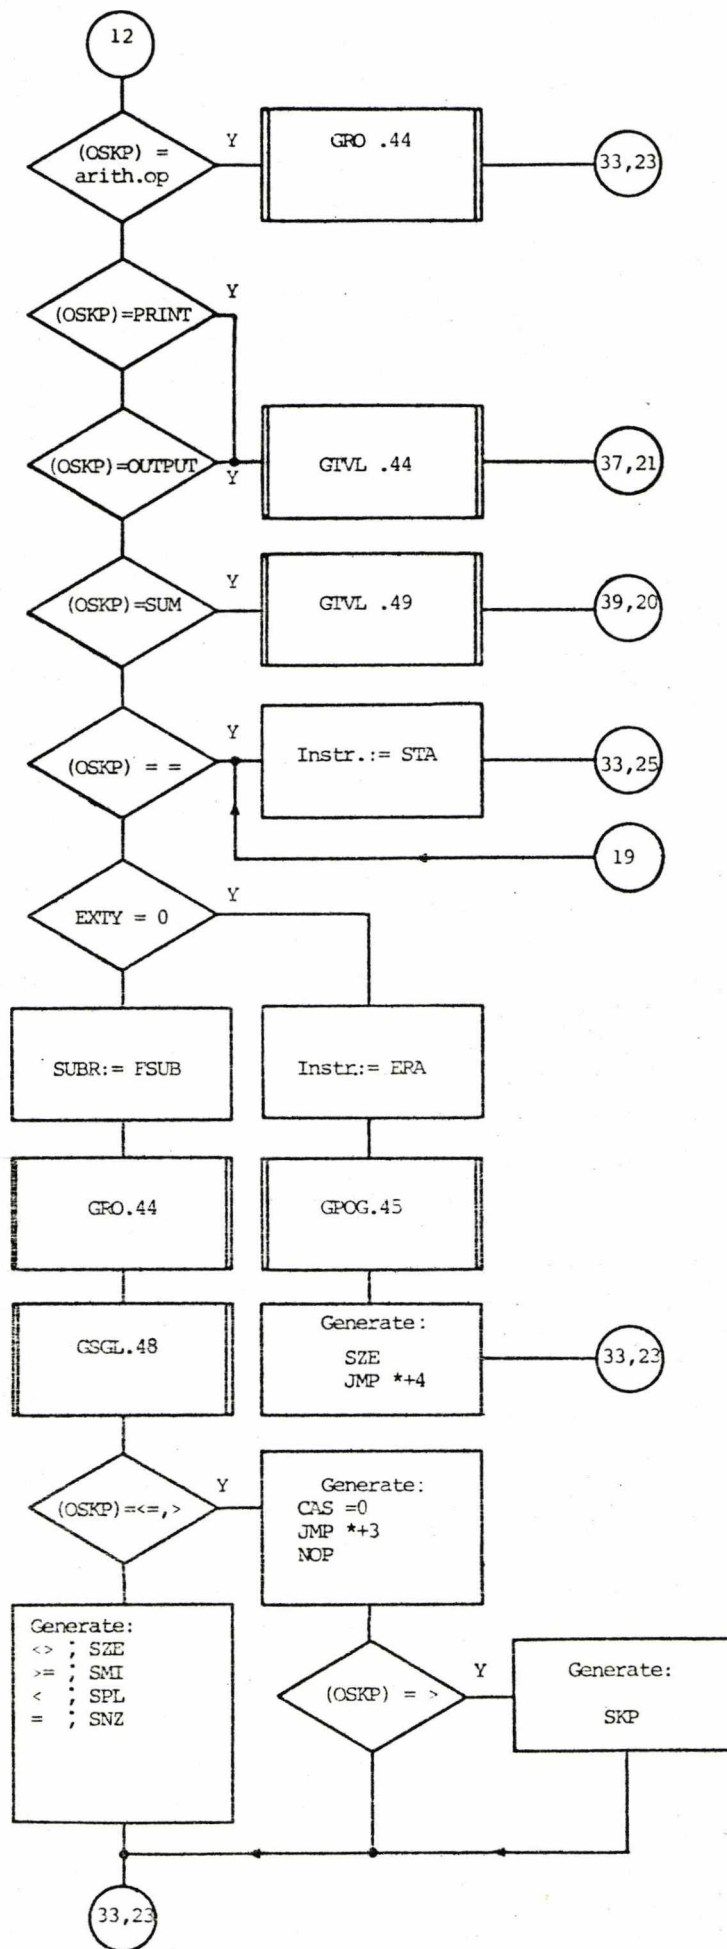 12
(OSKP) =
arith.op
Y
GRO .44
33,23
(OSKP)=PRINT
Y
(OSKP)=OUTPUT
Y
GTVL .44
37,21
(OSKP)=SUM
Y
GTVL .49
39,20
(OSKP) = =
Y
Instr.:= STA
33,25
19
EXTY = 0
Y
SUBR:= FSUB
Instr:= ERA
GRO.44
GPOG.45
GSGL.48
Generate:
SZE
JMP *+4
33,23
(OSKP)=<=,>
Y
Generate:
CAS =0
JMP *+3
NOP
Generate:
<> ; SZE
>= ; SMI
< ; SPL
= ; SNZ
(OSKP) = >
Y
Generate:
SKP
33,23